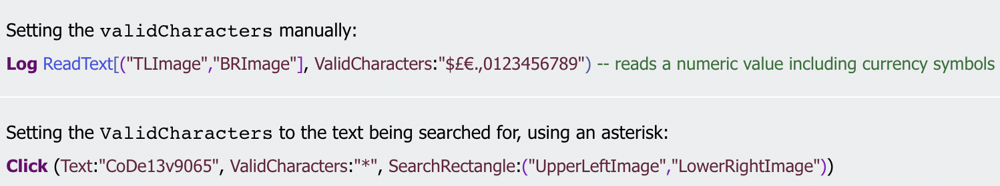 Setting the validCharacters manually:
Log ReadText[("TLImage","BRImage"], ValidCharacters:"$£€.,0123456789") -- reads a numeric value including currency symbols
Setting the ValidCharacters to the text being searched for, using an asterisk:
Click (Text:"CoDe13v9065", ValidCharacters:"*", SearchRectangle:("UpperLeftImage","LowerRightImage"))